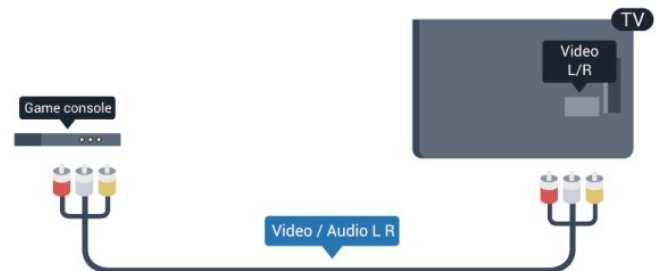 TV
Video
L/R
Game console
Video / Audio L R